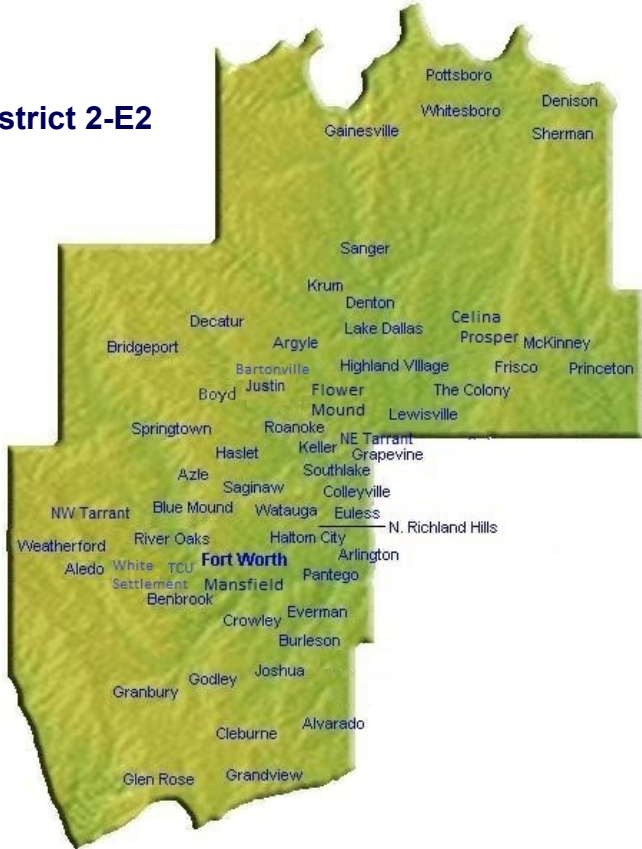 strict 2-E2
Pottsboro
Whitesboro
Denison
Gainesville
Sherman
Sanger
Krum
Denton
Decatur
Lake Dallas
Celina
Bridgeport
Argyle
Prosper
McKinney
Bartonville
Highland VIllage
Frisco
Princeton
Boyd
Justin
Flower
Mound
The Colony
Lewisville
Springtown
Roanoke
NE Tarrant
Haslet
Keller
Grapevine
Azle
Southlake
Saginaw
Colleyville
NW Tarrant
Blue Mound
Watauga
Euless
N. Richland Hills
Weatherford
River Oaks
Haltom City
Arlington
Aledo
White
Settlement
TCU
Fort Worth
Mansfield
Pantego
Benbrook
Crowley
Everman
Burleson
Granbury
Godley
Joshua
Cleburne
Alvarado
Glen Rose
Grandview